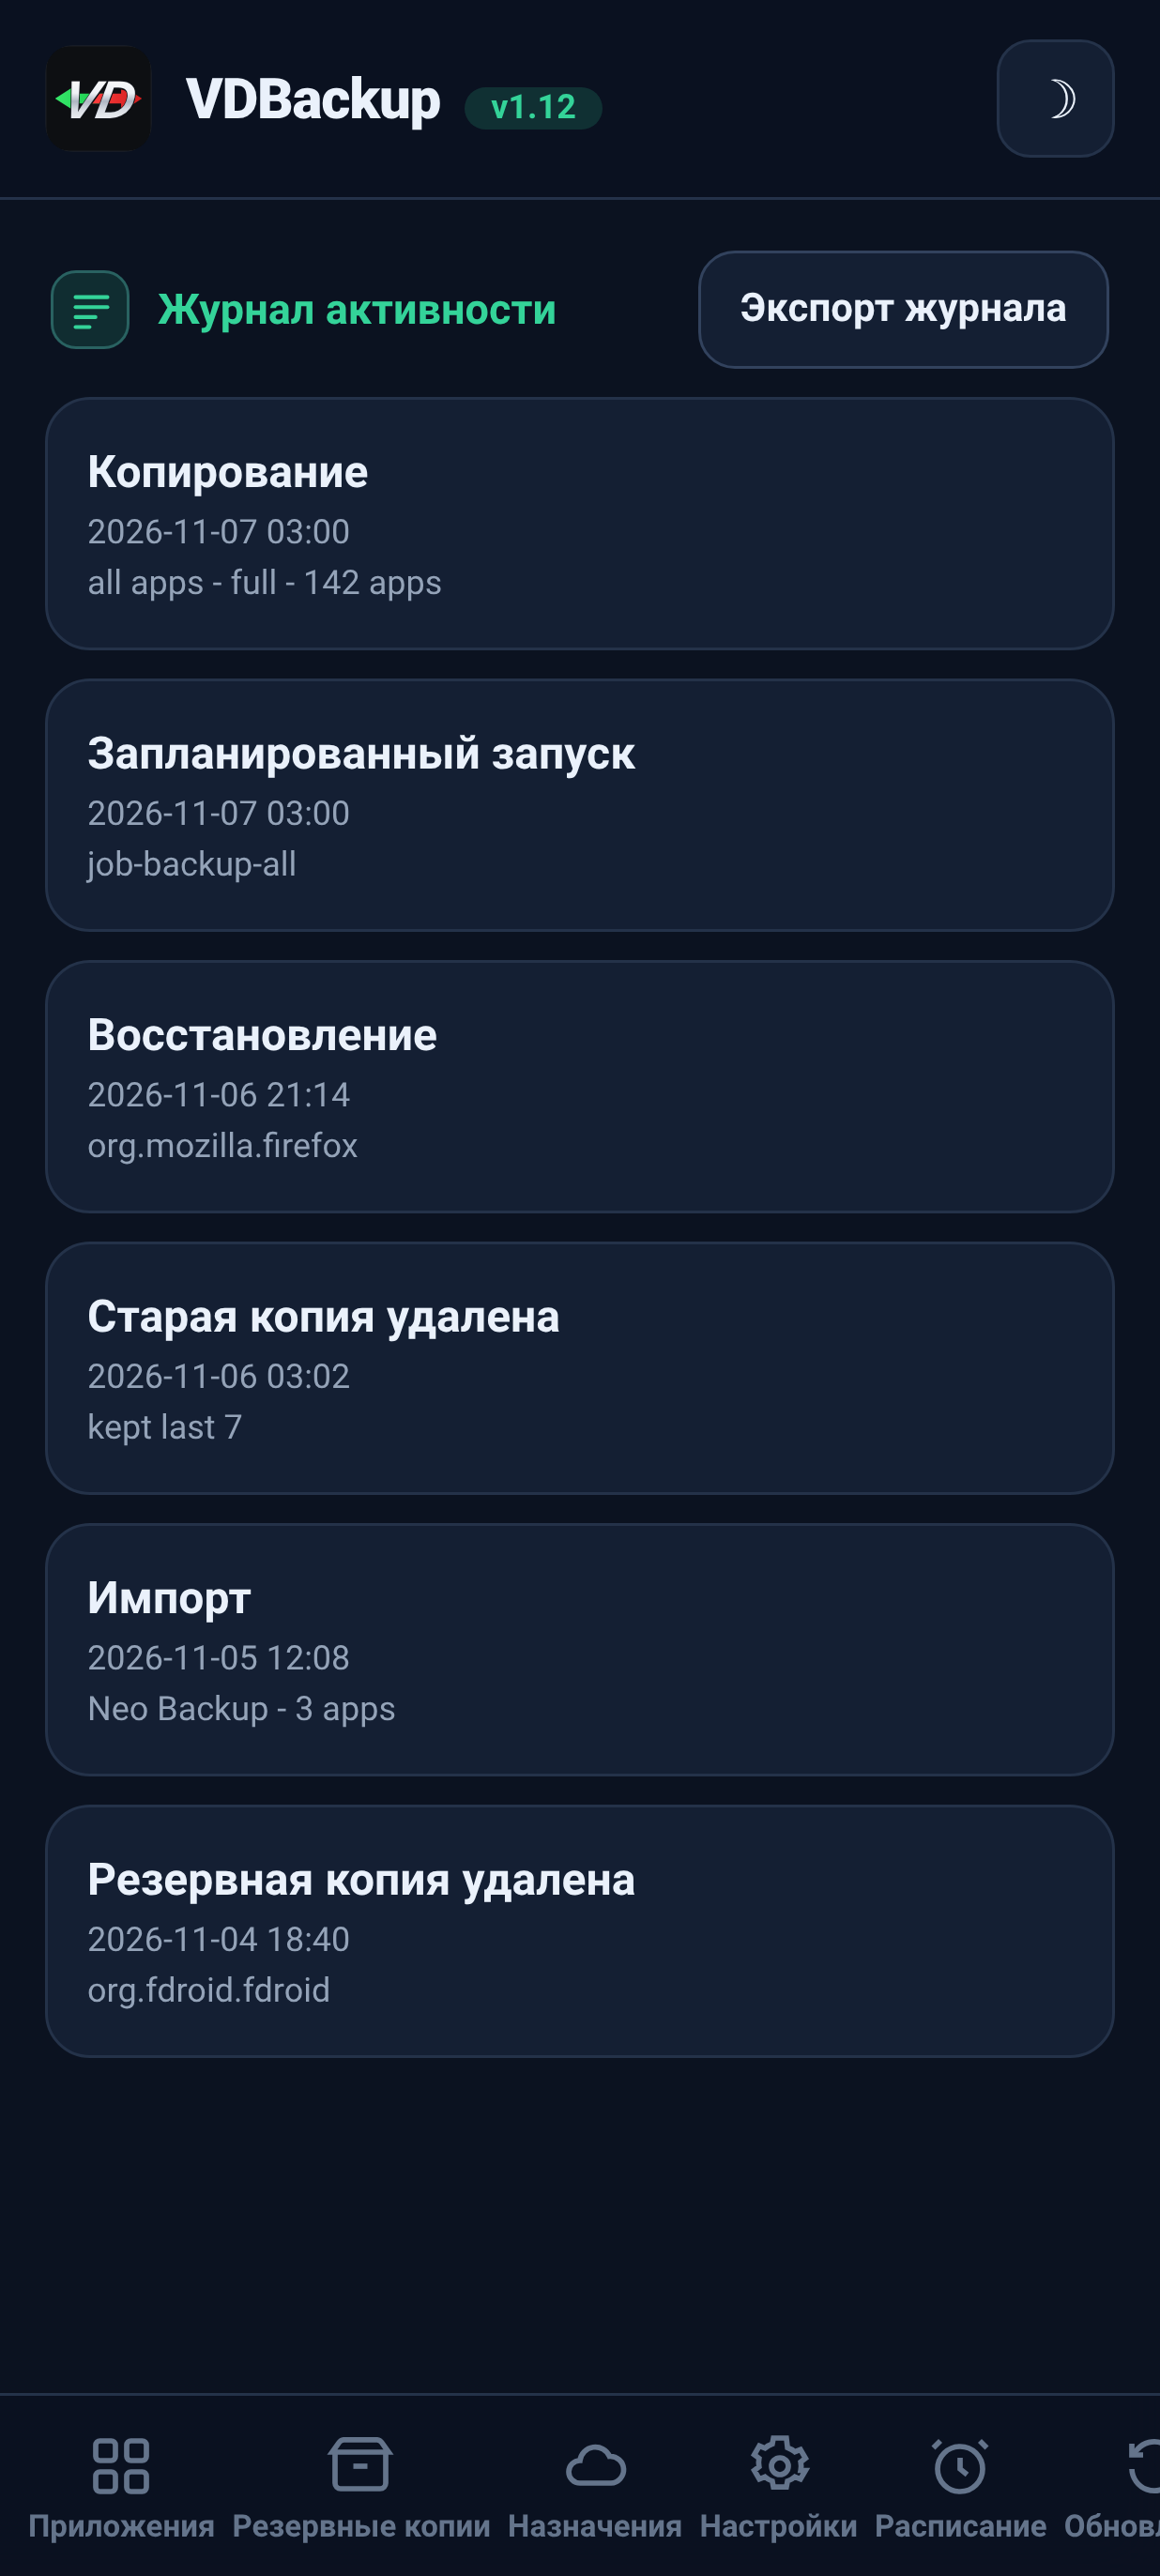 VD
VDBackup v1.12
Журнал активности
Экспорт журнала
Копирование
2026-11-07 03:00
all apps - full - 142 apps
Запланированный запуск
2026-11-07 03:00
job-backup-all
Восстановление
2026-11-06 21:14
org.mozilla.firefox
Старая копия удалена
2026-11-06 03:02
kept last 7
Импорт
2026-11-05 12:08
Neo Backup - 3 apps
Резервная копия удалена
2026-11-04 18:40
org.fdroid.fdroid
Приложения Резервные копии Назначения Настройки Расписание